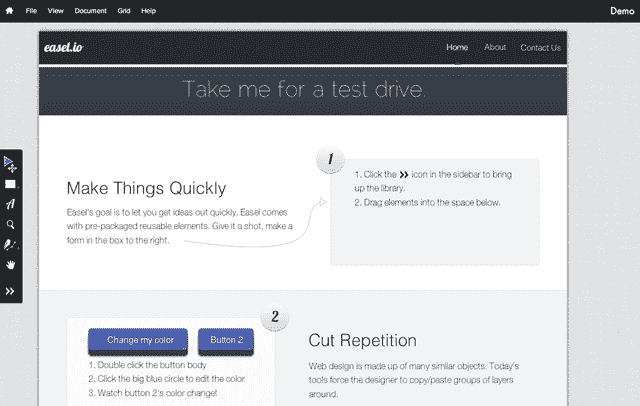 File View Document Grid Help Demo
easel.io Home About Contact Us
Take me for a test drive.
1
1. Click the icon in the sidebar to bring
up the library.
2. Drag elements into the space below.
Make Things Quickly
Easel's goal is to let you get ideas out quickly. Easel comes
with pre-packaged reusable elements. Give it a shot, make a
form in the box to the right.
2
Change my color Button 2
1. Double click the button body
2. Click the big blue circle to edit the color
3. Watch button 2's color change!
Cut Repetition
Web design is made up of many similar objects. Today's
tools force the designer to copy/paste groups of layers
around.